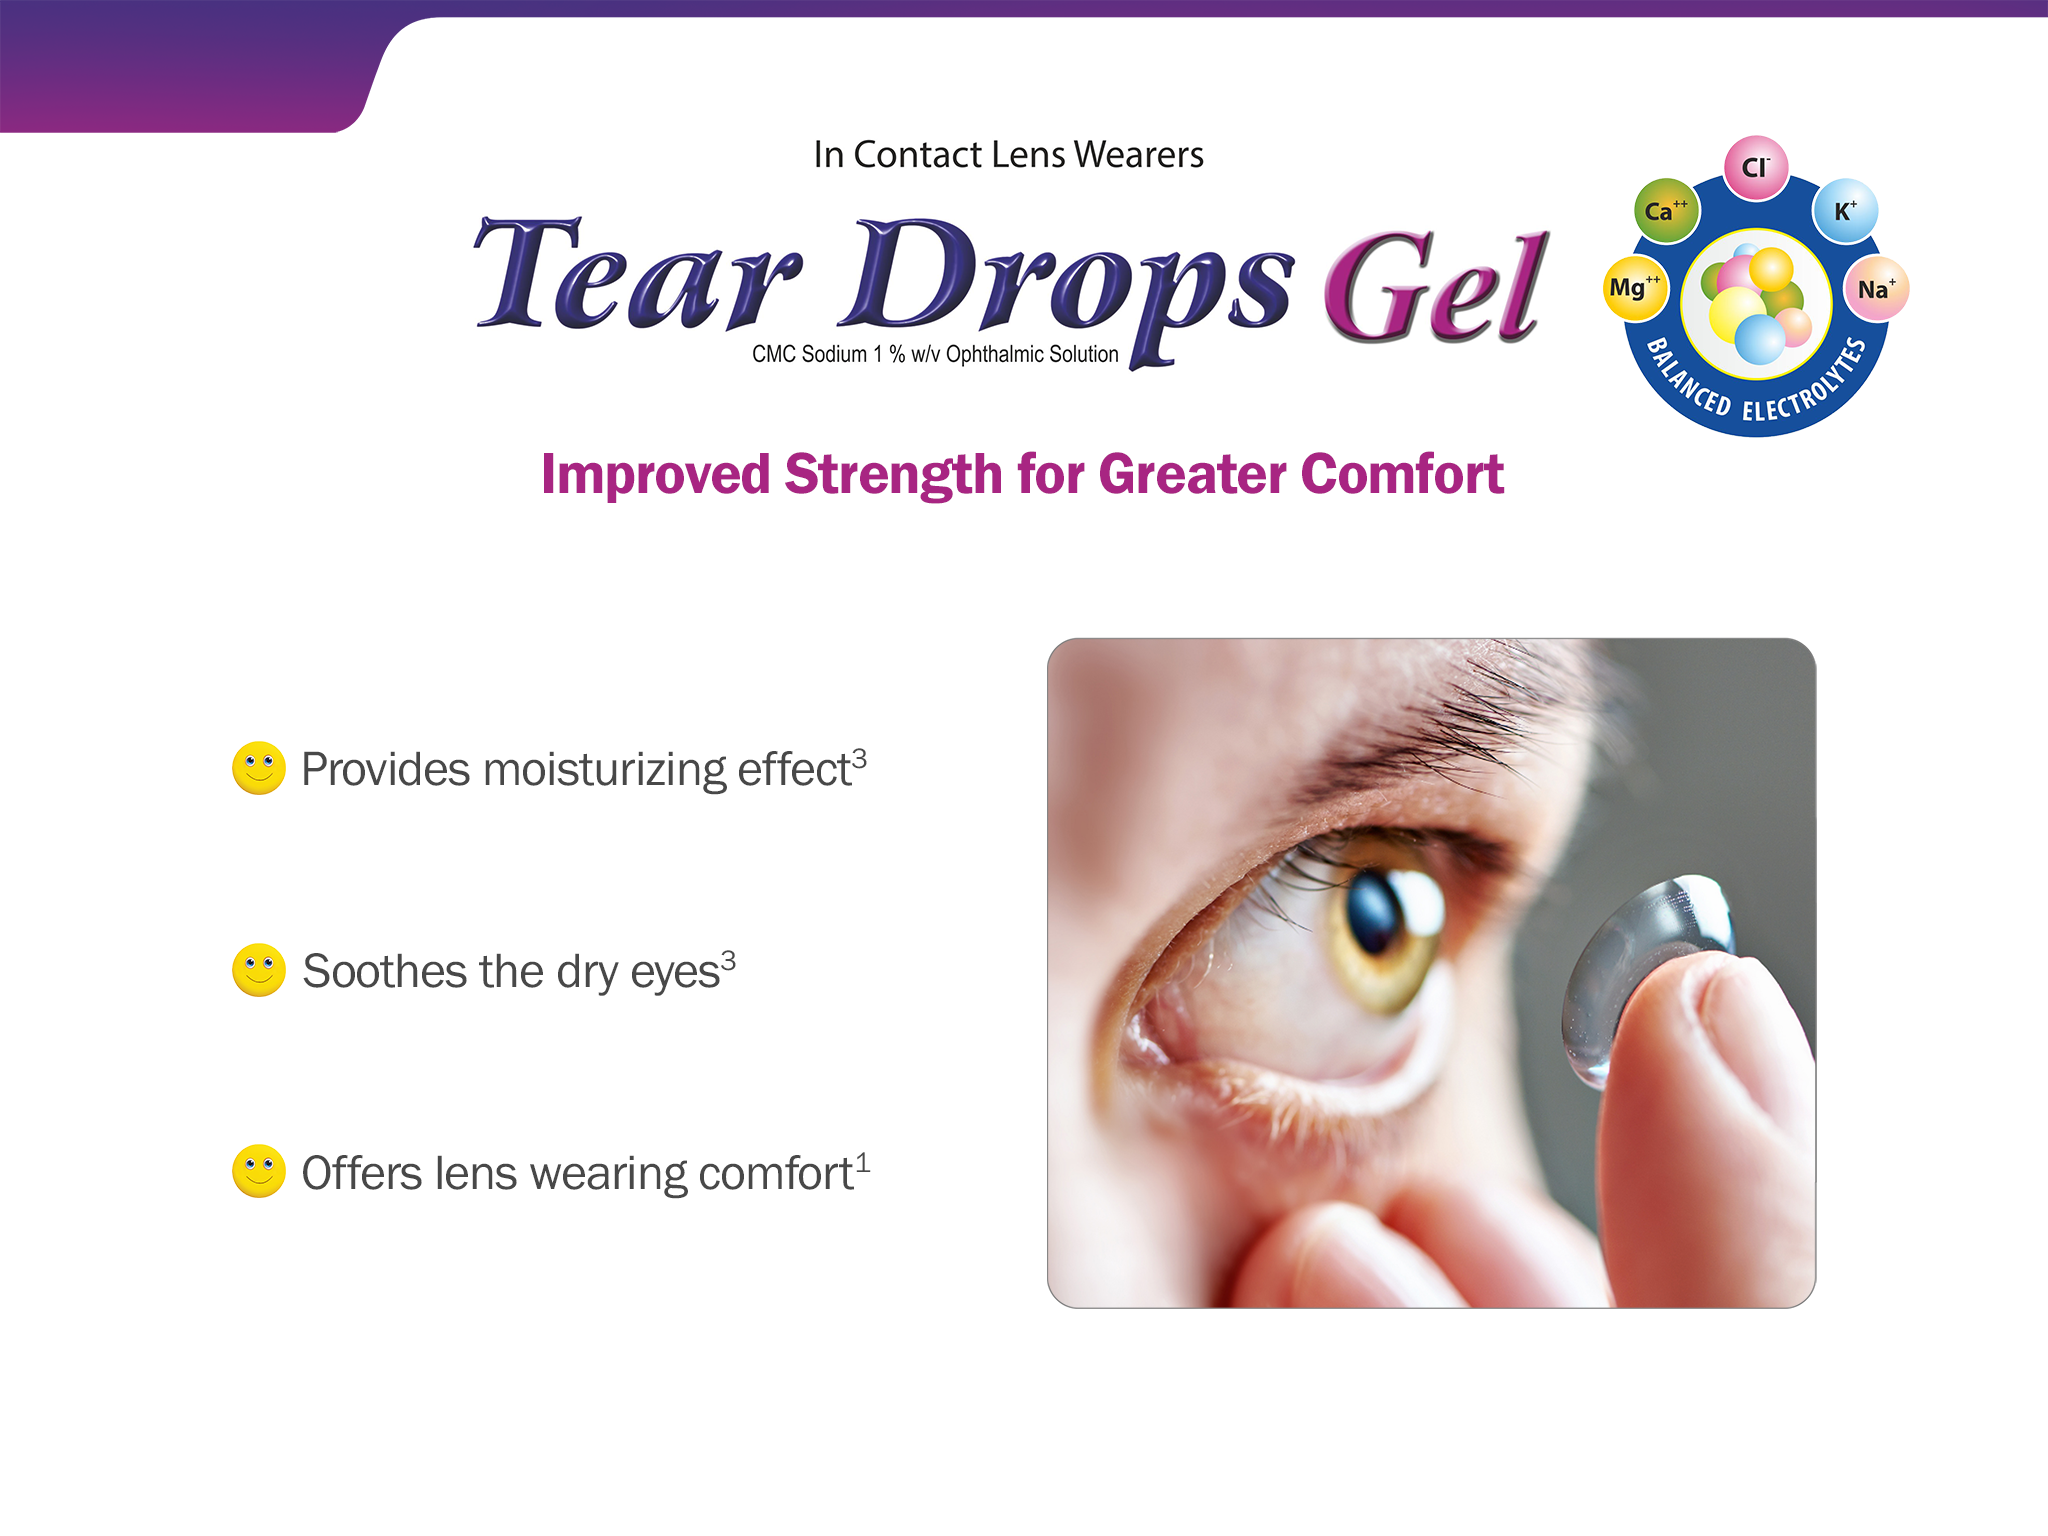 In Contact Lens Wearers
Tear Drops Gel
CMC Sodium 1 % w/v Ophthalmic Solution
Mg++
Ca++
Cl-
K+
Na+
BALANCED ELECTROLYTES
Improved Strength for Greater Comfort
Provides moisturizing effect3
Soothes the dry eyes3
Offers lens wearing comfort1